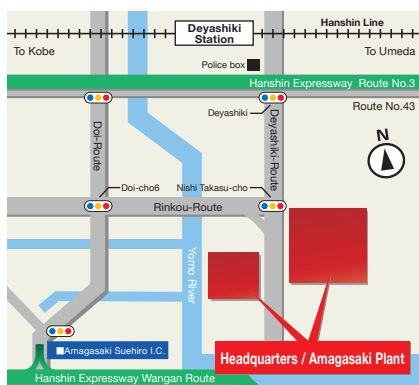 Hanshin Line
Deyashiki
Station
To Kobe
To Umeda
Police box
Hanshin Expressway Route No.3
Route No.43
Deyashiki
Doi-Route
Deyashiki-Route
N
Doi-cho6
Nishi Takasu-cho
Rinkou-Route
Yomo River
Amagasaki Suehiro I.C.
Headquarters / Amagasaki Plant
Hanshin Expressway Wangan Route